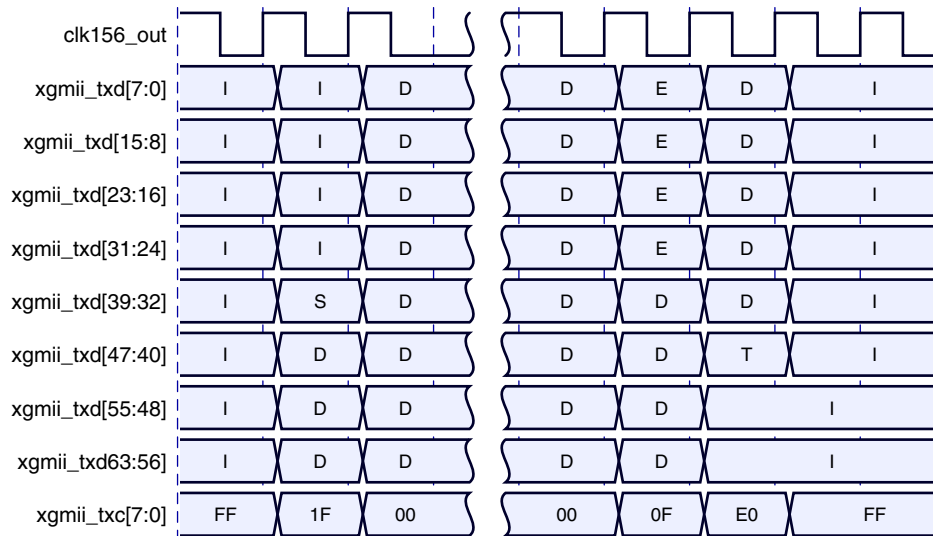 clk156_out
xgmii_txd[7:0] I I D D E D I
xgmii_txd[15:8] I I D D E D I
xgmii_txd[23:16] I I D D E D I
xgmii_txd[31:24] I I D D E D I
xgmii_txd[39:32] I S D D D D I
xgmii_txd[47:40] I D D D D T I
xgmii_txd[55:48] I D D D D I
xgmii_txd63:56] I D D D D I
xgmii_txc[7:0] FF 1F 00 00 0F E0 FF